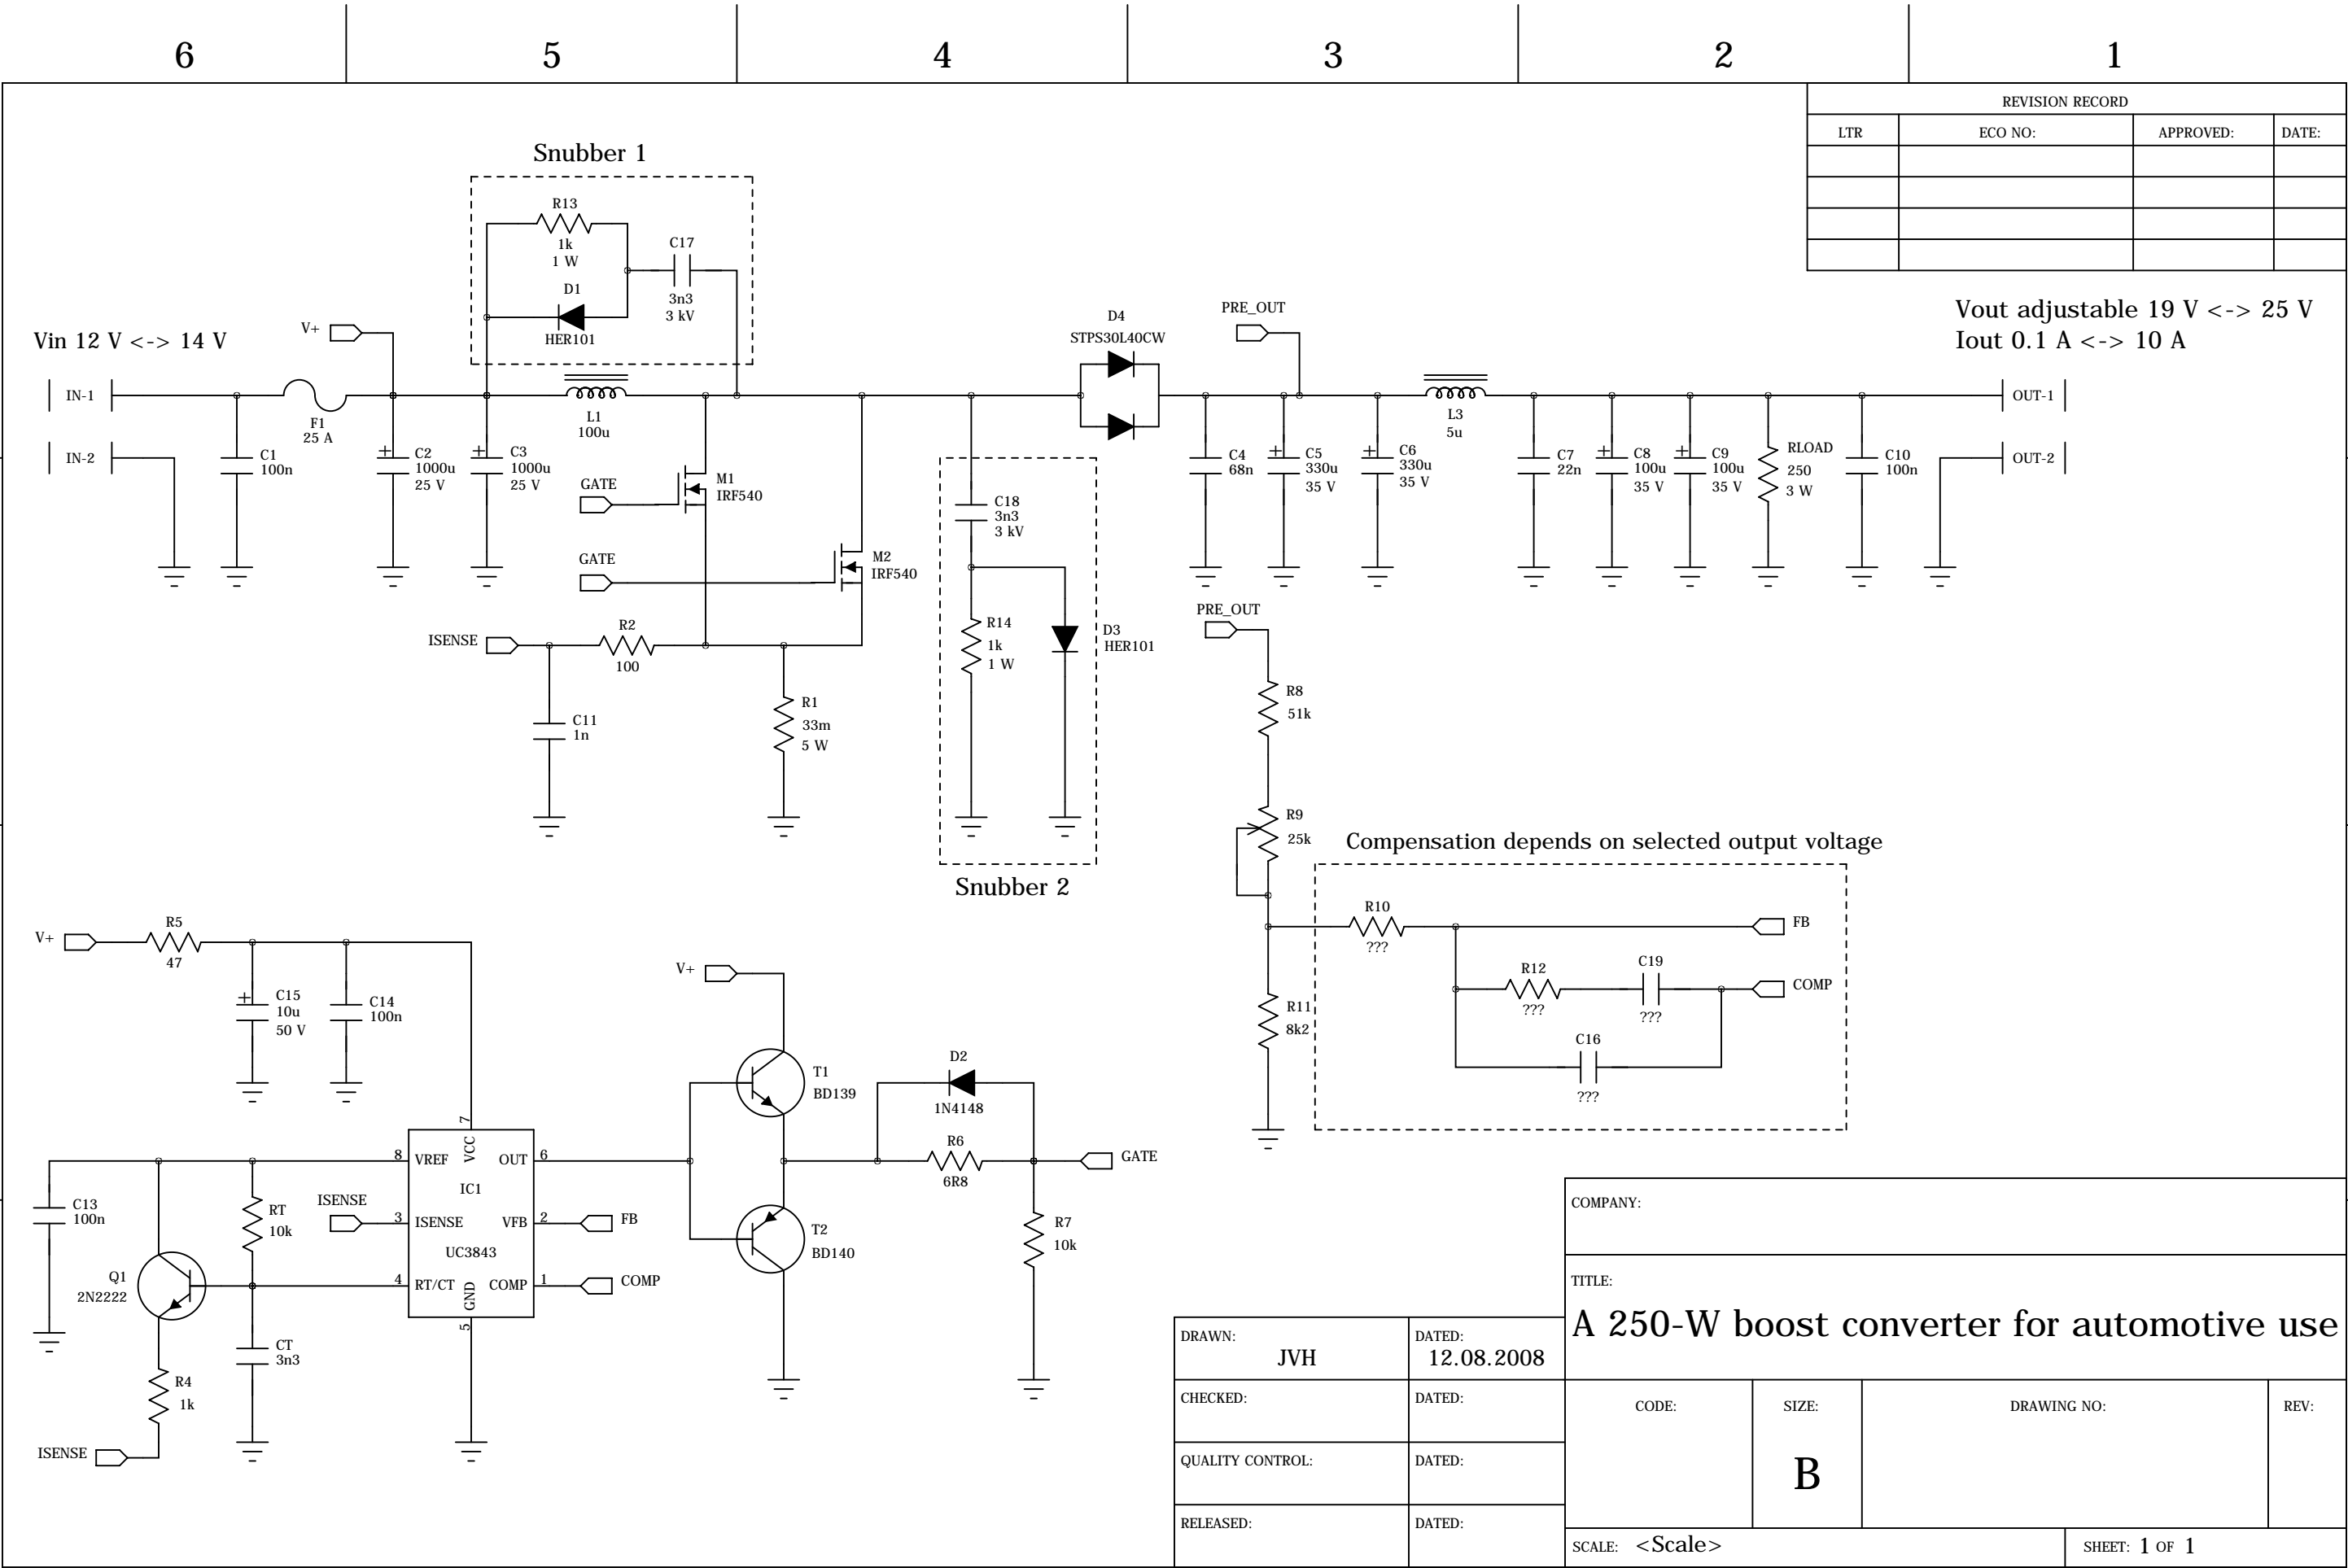 6
5
4
3
2
1
REVISION RECORD
LTR
ECO NO:
APPROVED:
DATE:
Snubber 1
R13
1k
1 W
C17
3n3
3 kV
D1
HER101
Vin 12 V <-> 14 V
V+
IN-1
IN-2
C1
100n
F1
25 A
C2
1000u
25 V
C3
1000u
25 V
L1
100u
GATE
M1
IRF540
GATE
M2
IRF540
ISENSE
R2
100
C11
1n
R1
33m
5 W
C18
3n3
3 kV
R14
1k
1 W
D3
HER101
Snubber 2
D4
STPS30L40CW
PRE_OUT
C4
68n
C5
330u
35 V
C6
330u
35 V
L3
5u
C7
22n
C8
100u
35 V
C9
100u
35 V
RLOAD
250
3 W
C10
100n
Vout adjustable 19 V <-> 25 V
Iout 0.1 A <-> 10 A
OUT-1
OUT-2
PRE_OUT
R8
51k
R9
25k
R11
8k2
Compensation depends on selected output voltage
R10
???
FB
R12
???
C19
???
COMP
C16
???
V+
R5
47
C15
10u
50 V
C14
100n
C13
100n
Q1
2N2222
R4
1k
ISENSE
RT
10k
CT
3n3
ISENSE
7
VCC
8
VREF
OUT
6
IC1
3
ISENSE
VFB
2
FB
UC3843
4
RT/CT
COMP
1
COMP
GND
5
V+
T1
BD139
T2
BD140
D2
1N4148
R6
6R8
GATE
R7
10k
COMPANY:
TITLE:
A 250-W boost converter for automotive use
DRAWN:
JVH
DATED:
12.08.2008
CHECKED:
DATED:
QUALITY CONTROL:
DATED:
RELEASED:
DATED:
CODE:
SIZE:
B
DRAWING NO:
REV:
SCALE: <Scale>
SHEET: 1 OF 1